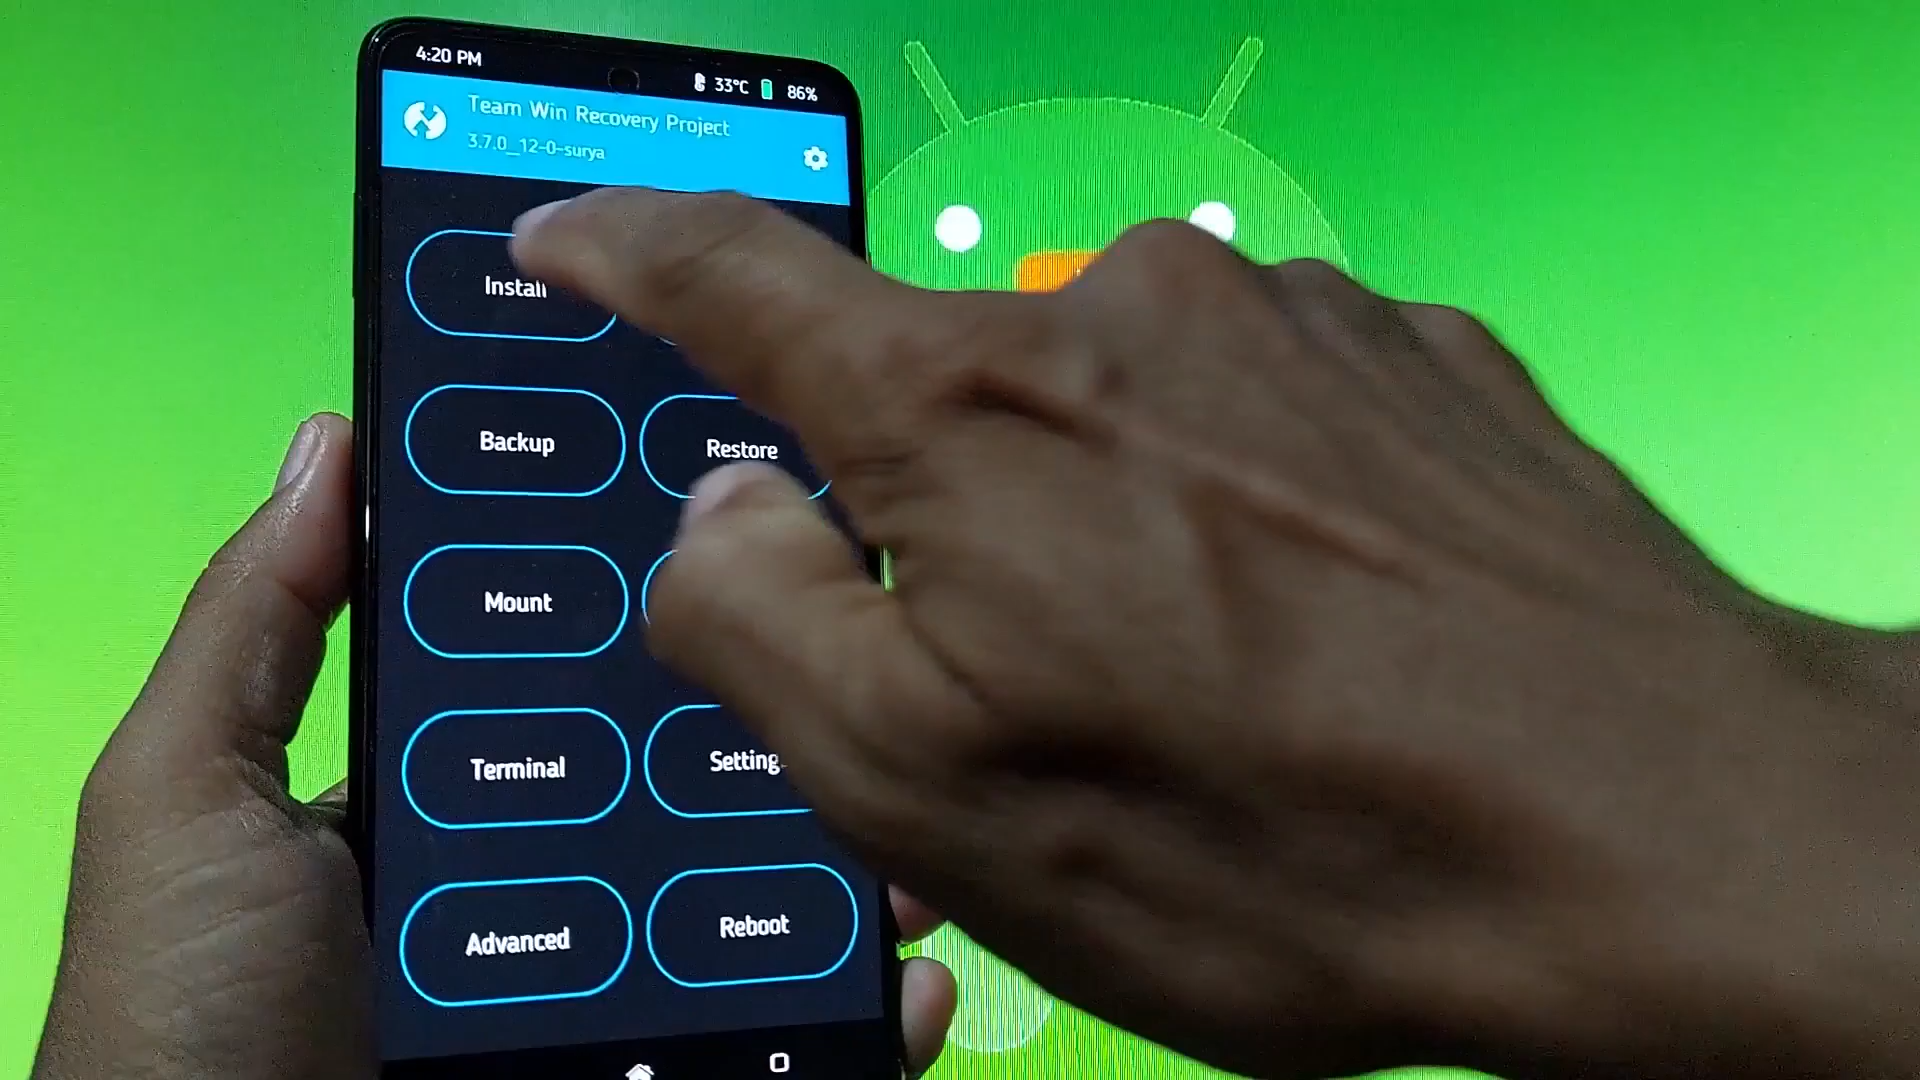 4:20 PM
33°C 86%
Team Win Recovery Project
3.7.0_12-0-surya
Install
Backup
Restore
Mount
Terminal
Setting
Advanced
Reboot